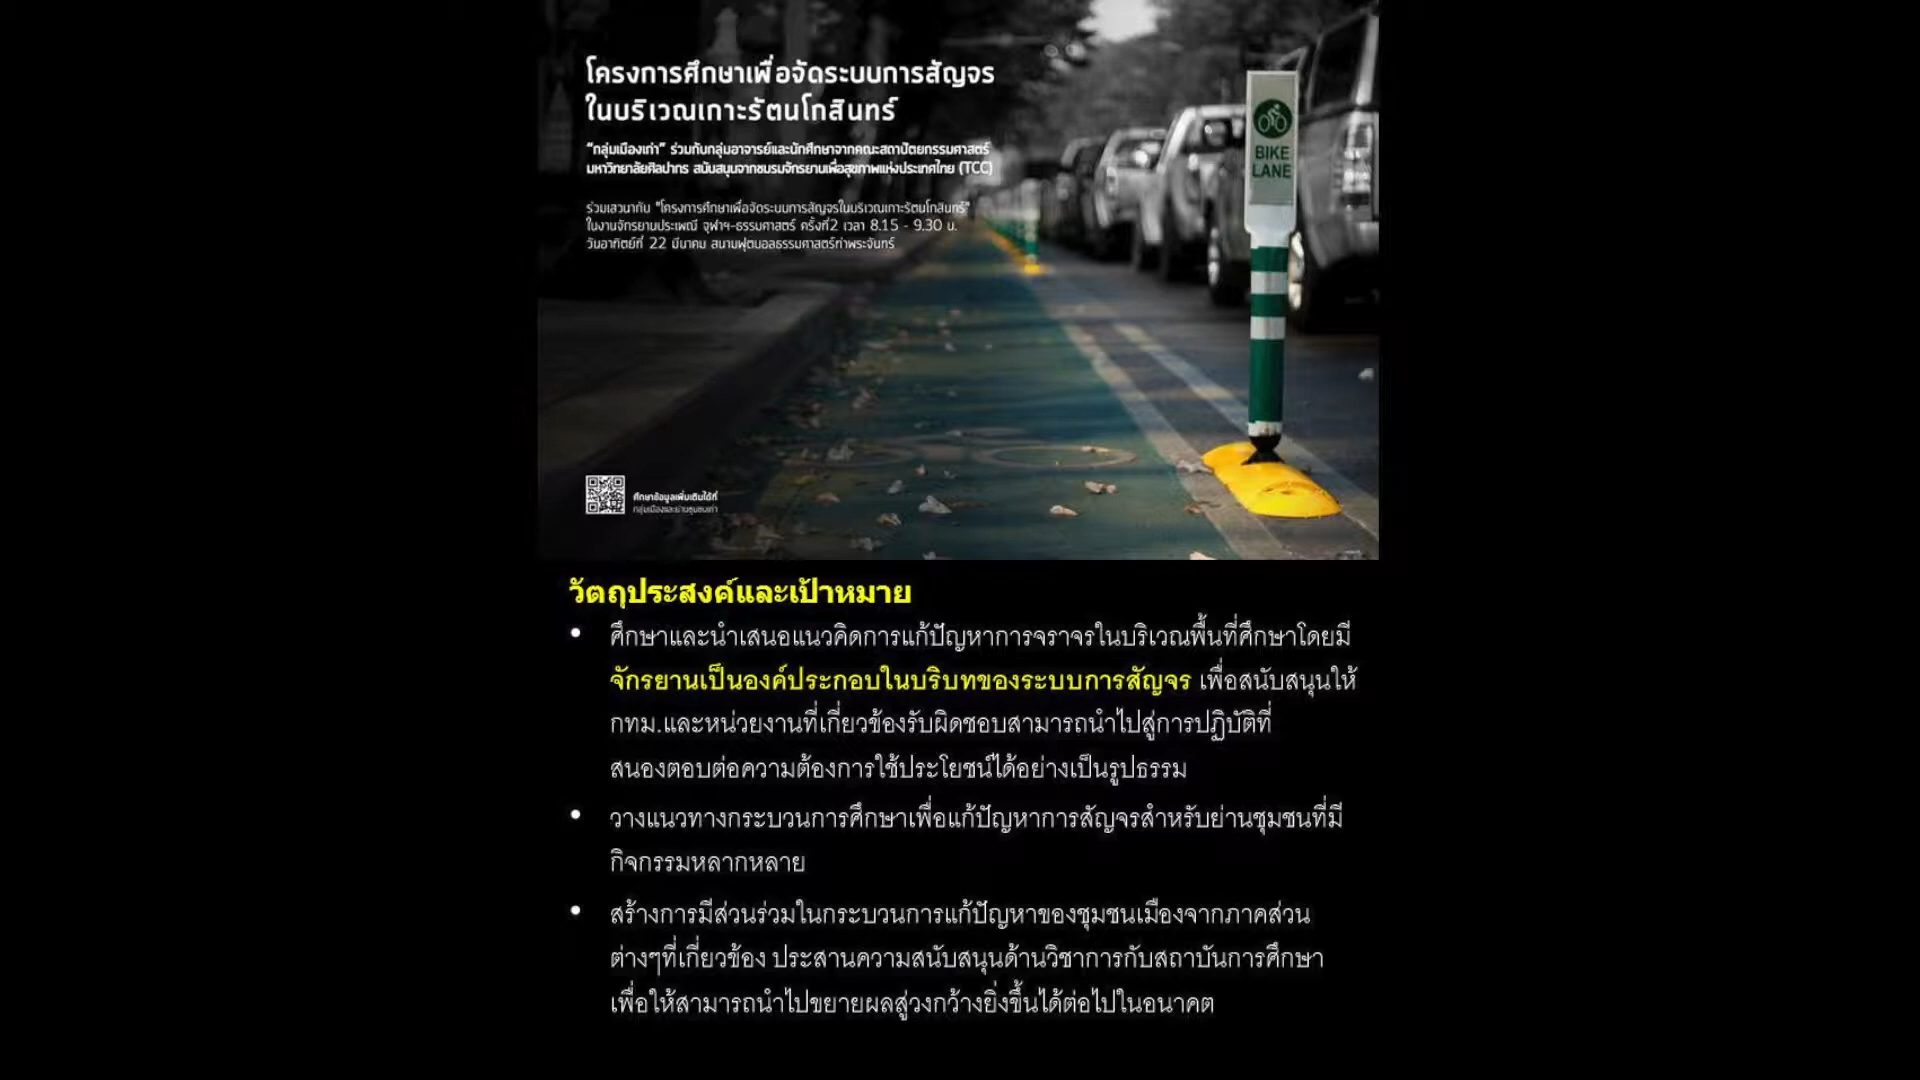 โครงการศึกษาเพื่อจัดระบบการสัญจร
ในบริเวณเกาะรัตนโกสินทร์
“กลุ่มเมืองเก่า” ร่วมกับกลุ่มอาจารย์และนักศึกษาจากคณะสถาปัตยกรรมศาสตร์
มหาวิทยาลัยศิลปากร สนับสนุนจากชมรมจักรยานเพื่อสุขภาพแห่งประเทศไทย (TCC)
ร่วมเสวนากับ "โครงการศึกษาเพื่อจัดระบบการสัญจรในบริเวณเกาะรัตนโกสินทร์"
ในงานจักรยานประเพณี จุฬาฯ-ธรรมศาสตร์ ครั้งที่2 เวลา 8.15 - 9.30 น.
วันอาทิตย์ที่ 22 มีนาคม สนามฟุตบอลธรรมศาสตร์ท่าพระจันทร์
BIKE
LANE
ศึกษาข้อมูลเพิ่มเติมได้ที่
กลุ่มเมืองและย่านชุมชนเก่า
วัตถุประสงค์และเป้าหมาย
• ศึกษาและนำเสนอแนวคิดการแก้ปัญหาการจราจรในบริเวณพื้นที่ศึกษาโดยมี
จักรยานเป็นองค์ประกอบในบริบทของระบบการสัญจร เพื่อสนับสนุนให้
กทม.และหน่วยงานที่เกี่ยวข้องรับผิดชอบสามารถนำไปสู่การปฏิบัติที่
สนองตอบต่อความต้องการใช้ประโยชน์ได้อย่างเป็นรูปธรรม
• วางแนวทางกระบวนการศึกษาเพื่อแก้ปัญหาการสัญจรสำหรับย่านชุมชนที่มี
กิจกรรมหลากหลาย
• สร้างการมีส่วนร่วมในกระบวนการแก้ปัญหาของชุมชนเมืองจากภาคส่วน
ต่างๆที่เกี่ยวข้อง ประสานความสนับสนุนด้านวิชาการกับสถาบันการศึกษา
เพื่อให้สามารถนำไปขยายผลสู่วงกว้างยิ่งขึ้นได้ต่อไปในอนาคต